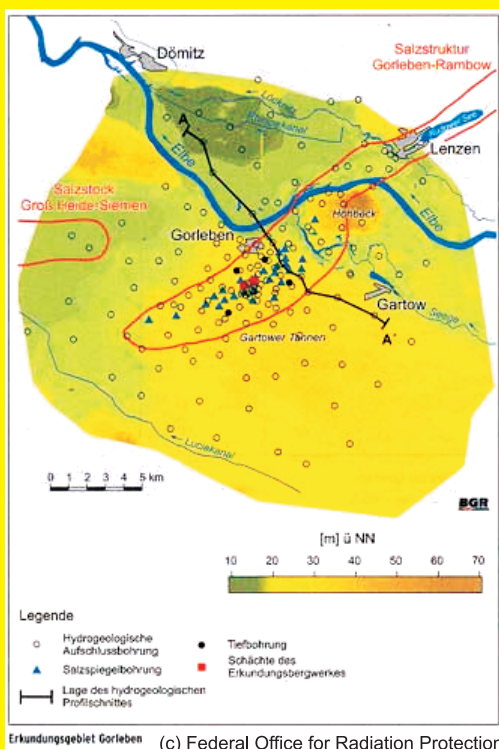 Dömitz
Salzstruktur
Gorleben-Rambow
Löcknitz
Rudower See
Lenzen
A
Elbe
Salzstock
Groß Heide-Siemen
Höhbeck
Elbe
Gorleben
Gartow
Seege
Gartower Tannen
A´
Luciakanal
0 1 2 3 4 5 km
BGR
[m] ü NN
10 20 30 40 50 60 70
Legende
Hydrogeologische
Aufschlussbohrung
Tiefbohrung
Salzspiegelbohrung
Schächte des
Erkundungsbergwerkes
Lage des hydrogeologischen
Profilschnittes
Erkundungsgebiet Gorleben
(c) Federal Office for Radiation Protection